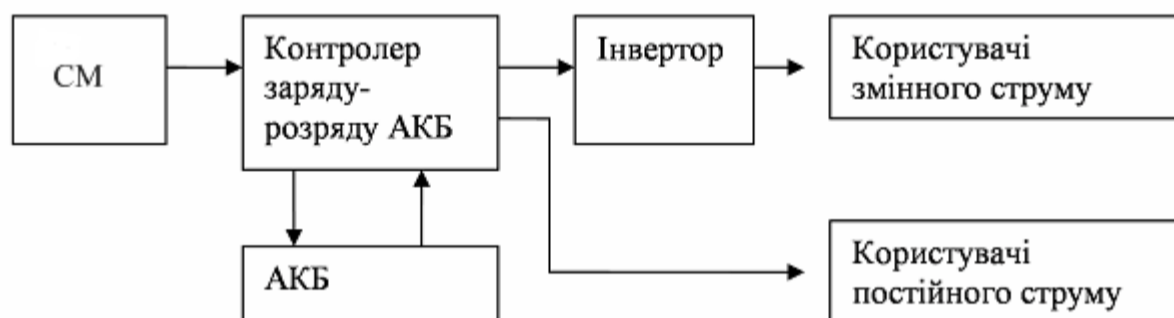 СМ
Контролер
заряду-
розряду АКБ
Інвертор
Користувачі
змінного струму
АКБ
Користувачі
постійного струму